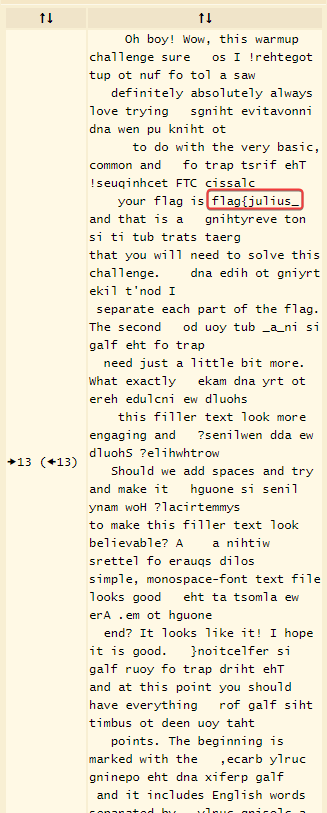 ↑↓ ↑↓
Oh boy! Wow, this warmup
challenge sure   os I !rehtegot
tup ot nuf fo tol a saw
definitely absolutely always
love trying   sgniht evitavonni
dna wen pu kniht ot
to do with the very basic,
common and   fo trap tsrif ehT
!seuqinhcet FTC cissalc
your flag is flag{julius_
and that is a   gnihtyreve ton
si ti tub trats taerg
that you will need to solve this
challenge.    dna edih ot gniyrt
ekil t'nod I
separate each part of the flag.
The second   od uoy tub _a_ni si
galf eht fo trap
need just a little bit more.
What exactly   ekam dna yrt ot
ereh edulcni ew dluohs
this filler text look more
engaging and   ?senilwen dda ew
dluohS ?elihwhtrow
→13 (←13)
Should we add spaces and try
and make it   hguone si senil
ynam woH ?lacirtemmys
to make this filler text look
believable? A    a nihtiw
srettel fo erauqs dilos
simple, monospace-font text file
looks good   eht ta tsomla ew
erA .em ot hguone
end? It looks like it! I hope
it is good.   }noitcelfer si
galf ruoy fo trap driht ehT
and at this point you should
have everything   rof galf siht
timbus ot deen uoy taht
points. The beginning is
marked with the   ,ecarb ylruc
gninepo eht dna xiferp galf
and it includes English words
separated by   ylruc gnisolc a